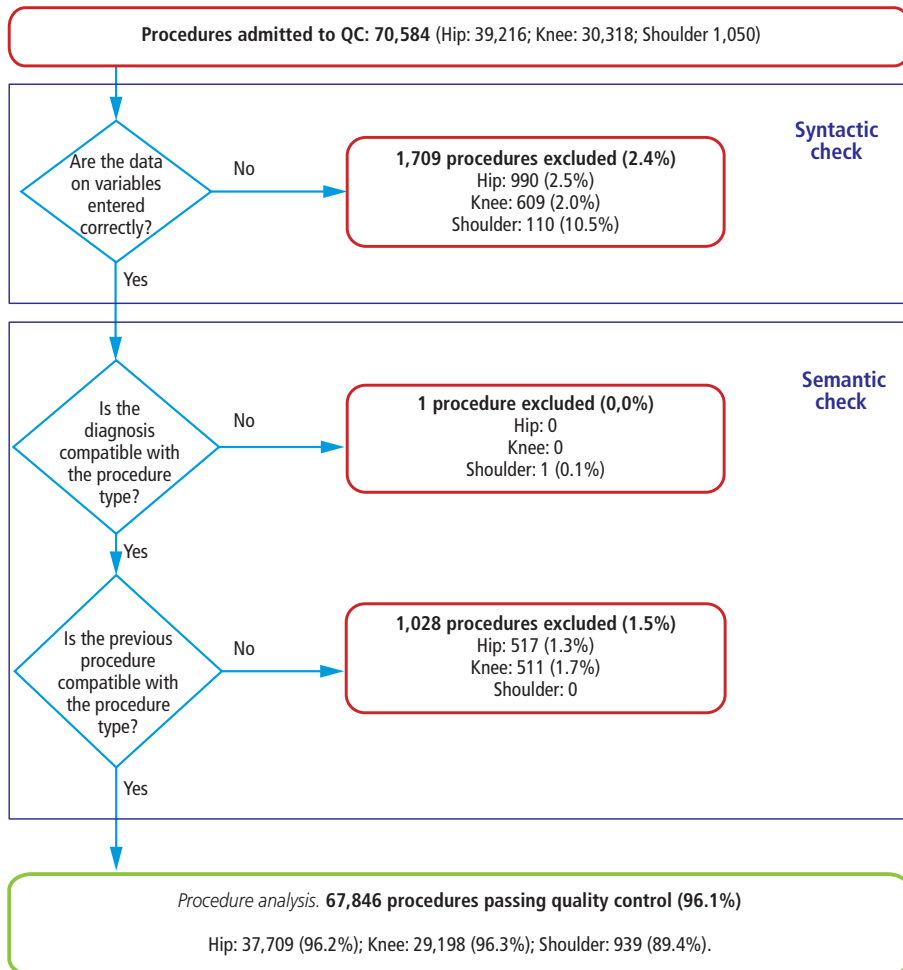 Procedures admitted to QC: 70,584 (Hip: 39,216; Knee: 30,318; Shoulder 1,050)
Syntactic
check
Are the data
on variables
entered
correctly?
No
1,709 procedures excluded (2.4%)
Hip: 990 (2.5%)
Knee: 609 (2.0%)
Shoulder: 110 (10.5%)
Yes
Semantic
check
Is the
diagnosis
compatible with
the procedure
type?
No
1 procedure excluded (0,0%)
Hip: 0
Knee: 0
Shoulder: 1 (0.1%)
Yes
Is the previous
procedure
compatible with
the procedure
type?
No
1,028 procedures excluded (1.5%)
Hip: 517 (1.3%)
Knee: 511 (1.7%)
Shoulder: 0
Yes
Procedure analysis. 67,846 procedures passing quality control (96.1%)
Hip: 37,709 (96.2%); Knee: 29,198 (96.3%); Shoulder: 939 (89.4%).